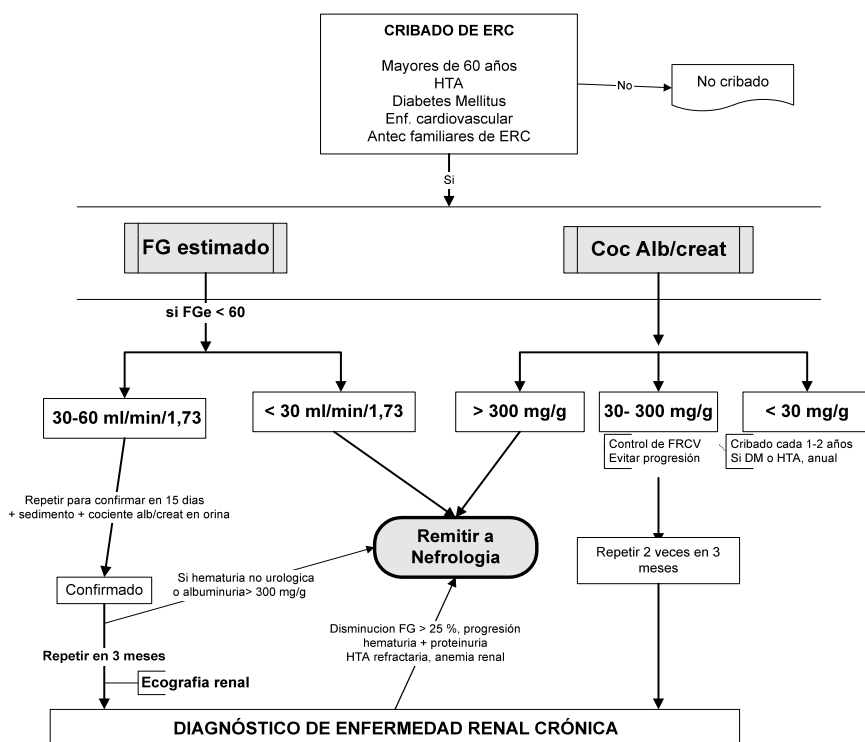 CRIBADO DE ERC
Mayores de 60 años
HTA
Diabetes Mellitus
Enf. cardiovascular
Antec familiares de ERC
No
No cribado
Si
FG estimado
Coc Alb/creat
si FGe < 60
30-60 ml/min/1,73
< 30 ml/min/1,73
> 300 mg/g
30- 300 mg/g
< 30 mg/g
Control de FRCV
Evitar progresión
Cribado cada 1-2 años
Si DM o HTA, anual
Repetir para confirmar en 15 dias
+ sedimento + cociente alb/creat en orina
Remitir a
Nefrologia
Repetir 2 veces en 3
meses
Si hematuria no urologica
o albuminuria> 300 mg/g
Confirmado
Disminucion FG > 25 %, progresión
hematuria + proteinuria
HTA refractaria, anemia renal
Repetir en 3 meses
Ecografia renal
DIAGNÓSTICO DE ENFERMEDAD RENAL CRÓNICA